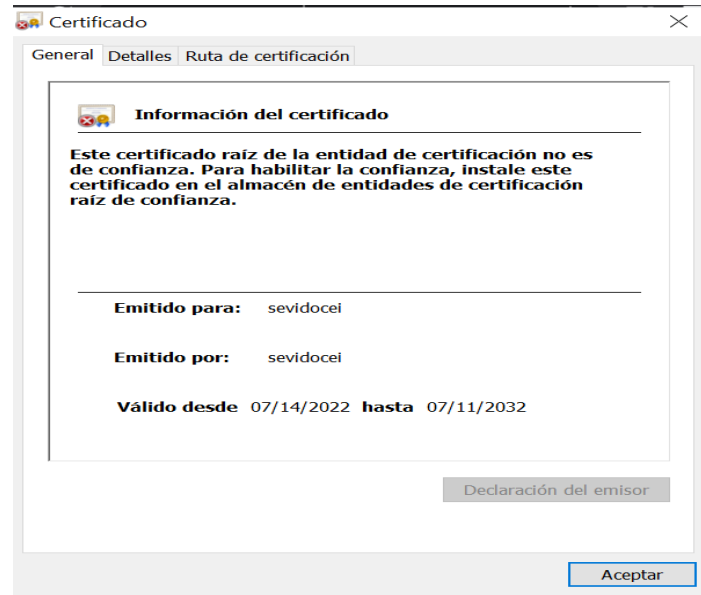 Certificado
General Detalles Ruta de certificación
Información del certificado
Este certificado raíz de la entidad de certificación no es
de confianza. Para habilitar la confianza, instale este
certificado en el almacén de entidades de certificación
raíz de confianza.
Emitido para: sevidocei
Emitido por: sevidocei
Válido desde 07/14/2022 hasta 07/11/2032
Declaración del emisor
Aceptar